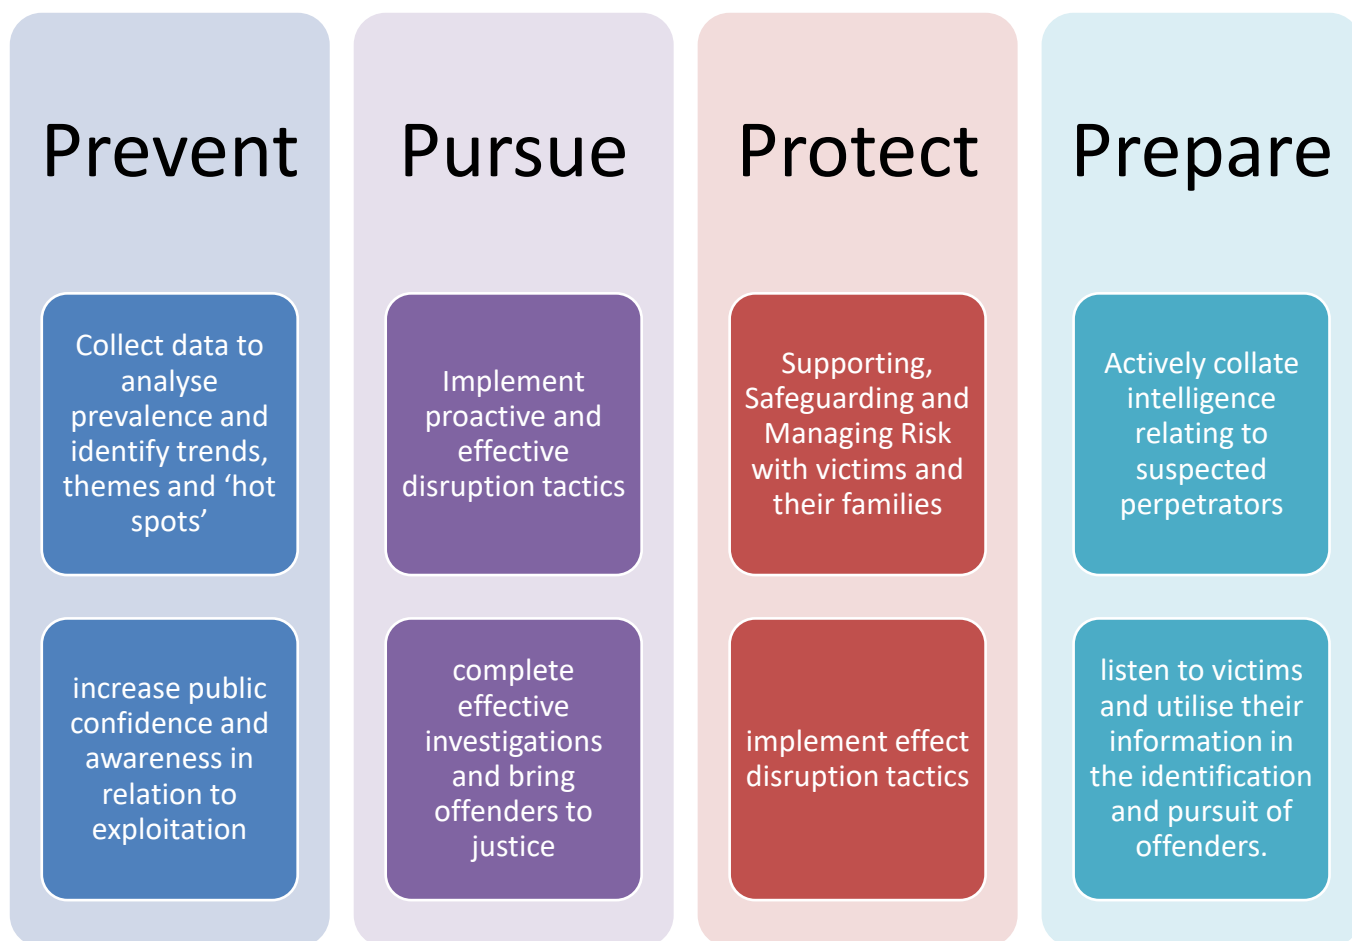 Prevent
Collect data to
analyse
prevalence and
identify trends,
themes and ‘hot
spots’
increase public
confidence and
awareness in
relation to
exploitation
Pursue
Implement
proactive and
effective
disruption tactics
complete
effective
investigations
and bring
offenders to
justice
Protect
Supporting,
Safeguarding and
Managing Risk
with victims and
their families
implement effect
disruption tactics
Prepare
Actively collate
intelligence
relating to
suspected
perpetrators
listen to victims
and utilise their
information in
the identification
and pursuit of
offenders.